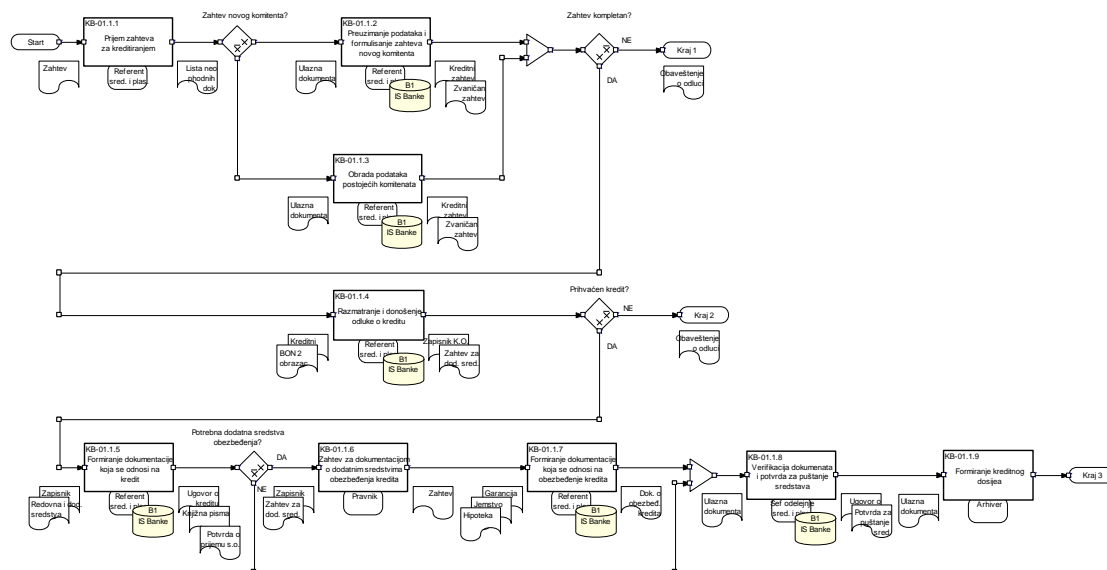 KB-01.1.1
Zahtev novog komitenta?
KB-01.1.2
Zahtev kompletan?
Start
Prijem zahteva
za kreditiranjem
Preuzimanje podataka i
formulisanje zahteva
novog komitenta
NE
Kraj 1
DA
Zahtev
Referent
sred. i plas.
Lista neo
phodnih
dok.
Ulazna
dokumenta
Referent
sred. i plas.
B1
IS Banke
Kreditni
zahtev
Zvaničan
zahtev
Obaveštenje
o odluci
KB-01.1.3
Obrada podataka
postojećih komitenata
Ulazna
dokumenta
Referent
sred. i
B1
IS Banke
Kreditni
zahtev
Zvaničan
zahtev
KB-01.1.4
Prihvaćen kredit?
Razmatranje i donošenje
odluke o kreditu
NE
Kraj 2
DA
Kreditni
BON 2
obrazac
Referent
sred. i
B1
IS Banke
Zapisnik K.O.
Zahtev za
dod. sred.
Obaveštenje
o odluci
Potrebna dodatna sredstva
obezbeđenja?
KB-01.1.5
Formiranje dokumentacije
koja se odnosi na
kredit
DA
NE
KB-01.1.6
Zahtev za dokumentacijom
o dodatnim sredstvima
obezbeđenja kredita
KB-01.1.7
Formiranje dokumentacije
koja se odnosi na
obezbeđenje kredita
KB-01.1.8
Verifikacija dokumenata
i potvrda za puštanje
sredstava
KB-01.1.9
Formiranje kreditnog
dosijea
Kraj 3
Zapisnik
Redovna i dod.
sredstva
Referent
sred. i
B1
IS Banke
Ugovor o
kreditu
Knjižna pisma
Potvrda o
prijemu s.o.
Zapisnik
Zahtev za
dod. sred.
Pravnik
Zahtev
Garancija
Jemstvo
Hipoteka
Referent
sred. i
B1
IS Banke
Dok. o
obezbeđ.
kredita
Ulazna
dokumenta
Šef odelejnje
sred. i
B1
IS Banke
Ugovor o
Potvrda za
puštanje
sred.
Ulazna
dokumenta
Arhiver